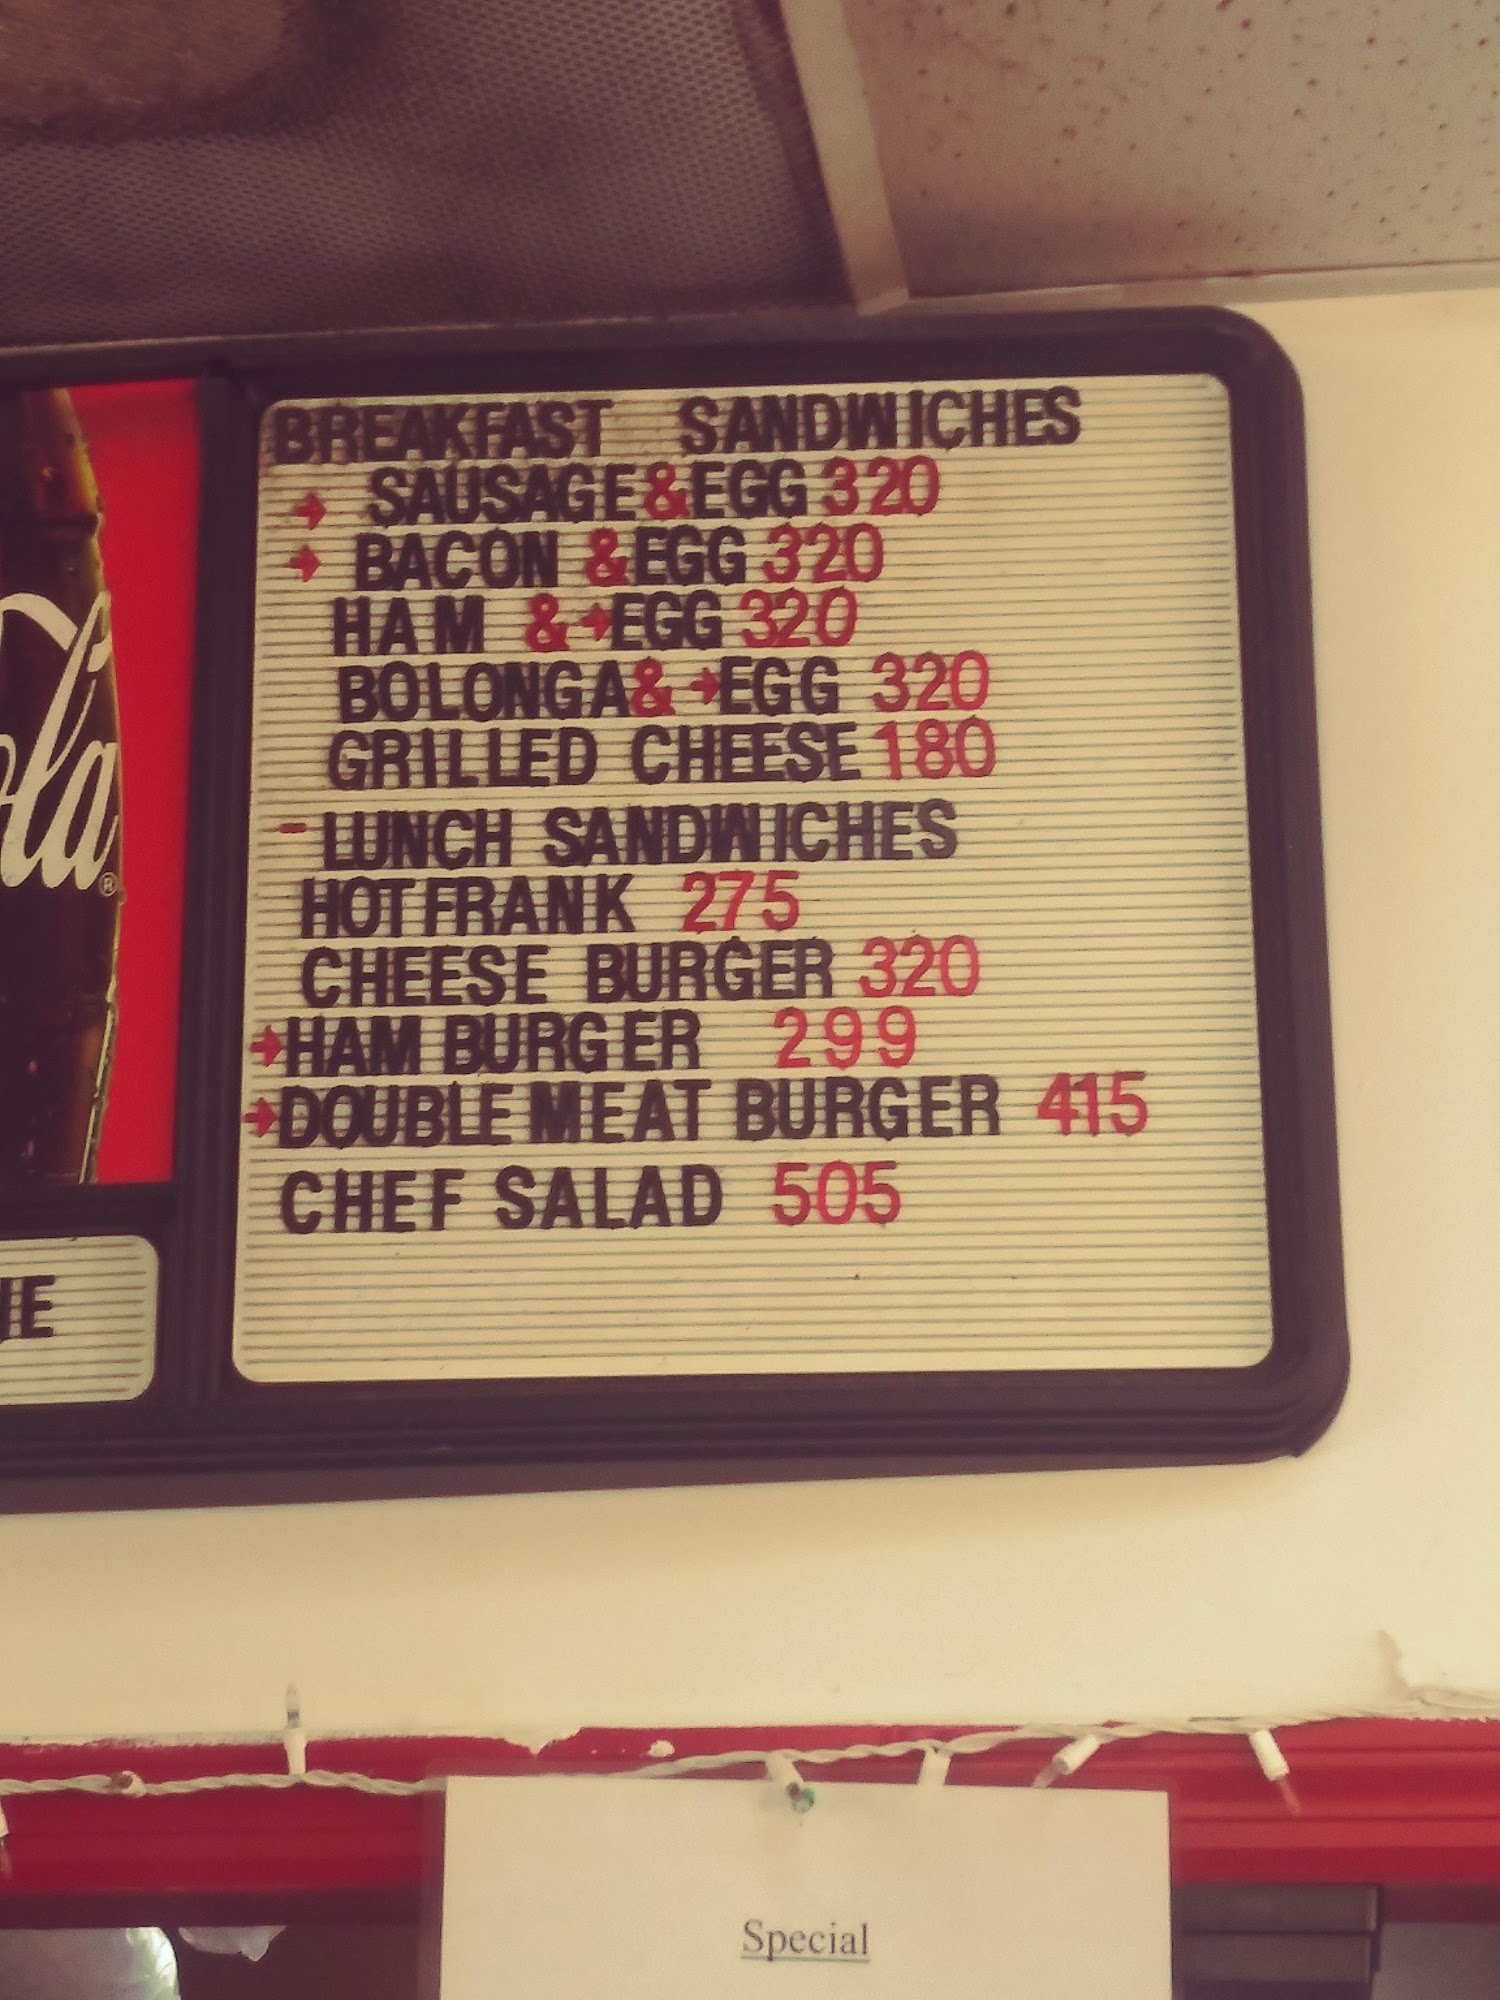 BREAKFAST SANDWICHES
→ SAUSAGE&EGG 320
→ BACON &EGG 320
HAM &→EGG 320
BOLONGA&→EGG 320
GRILLED CHEESE 180
- LUNCH SANDWICHES
HOT FRANK 275
CHEESE BURGER 320
→HAM BURGER 299
→DOUBLE MEAT BURGER 415
CHEF SALAD 505
Special